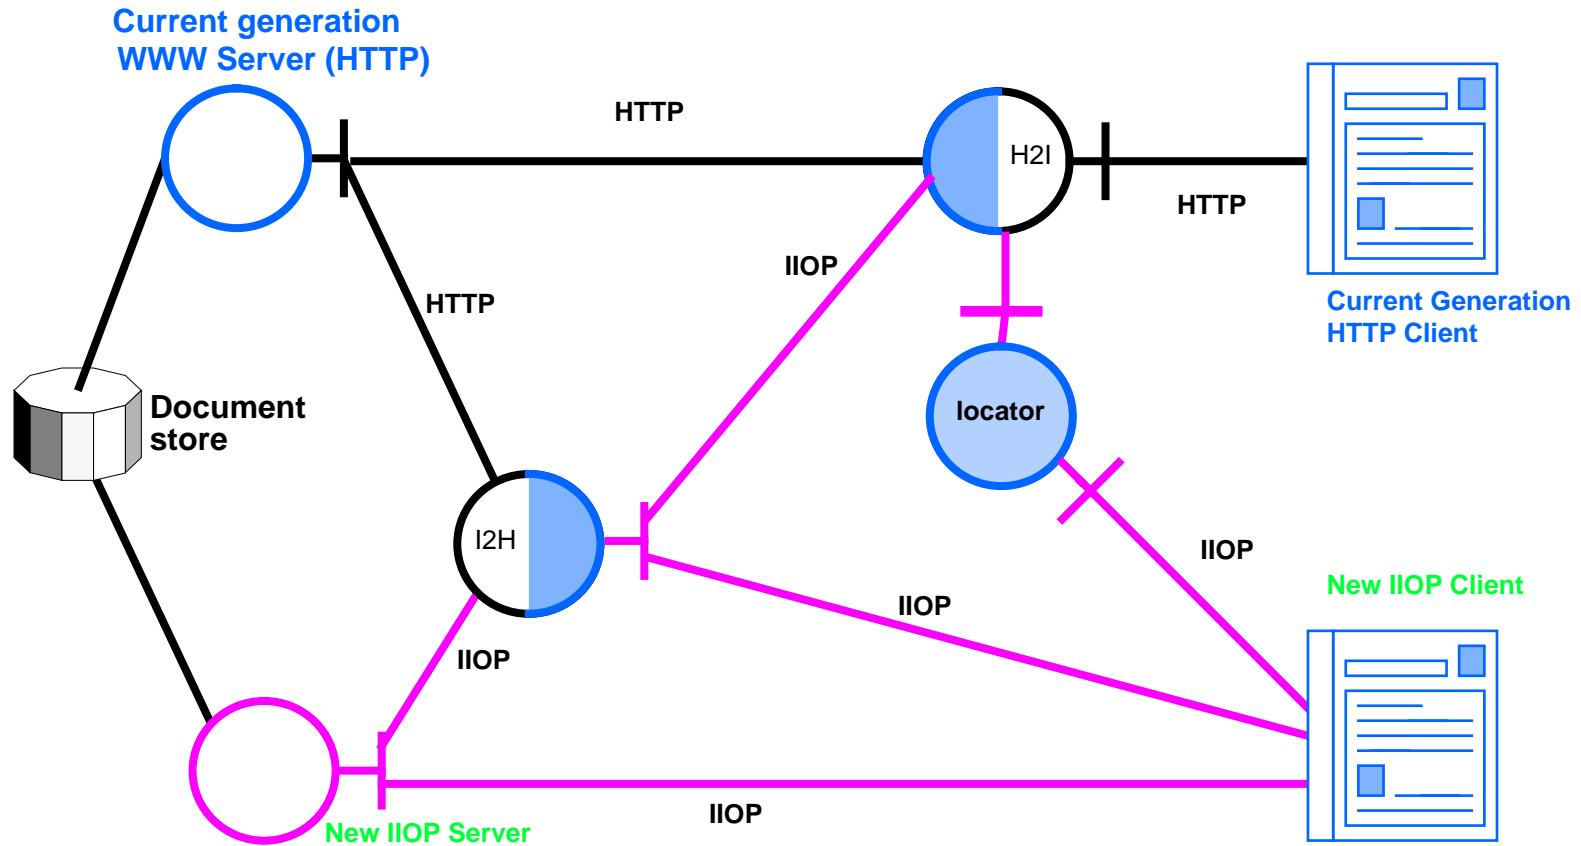 Current generation
WWW Server (HTTP)
HTTP
H2I
HTTP
IIOP
HTTP
Current Generation
HTTP Client
Document
store
locator
I2H
IIOP
New IIOP Client
IIOP
IIOP
IIOP
New IIOP Server